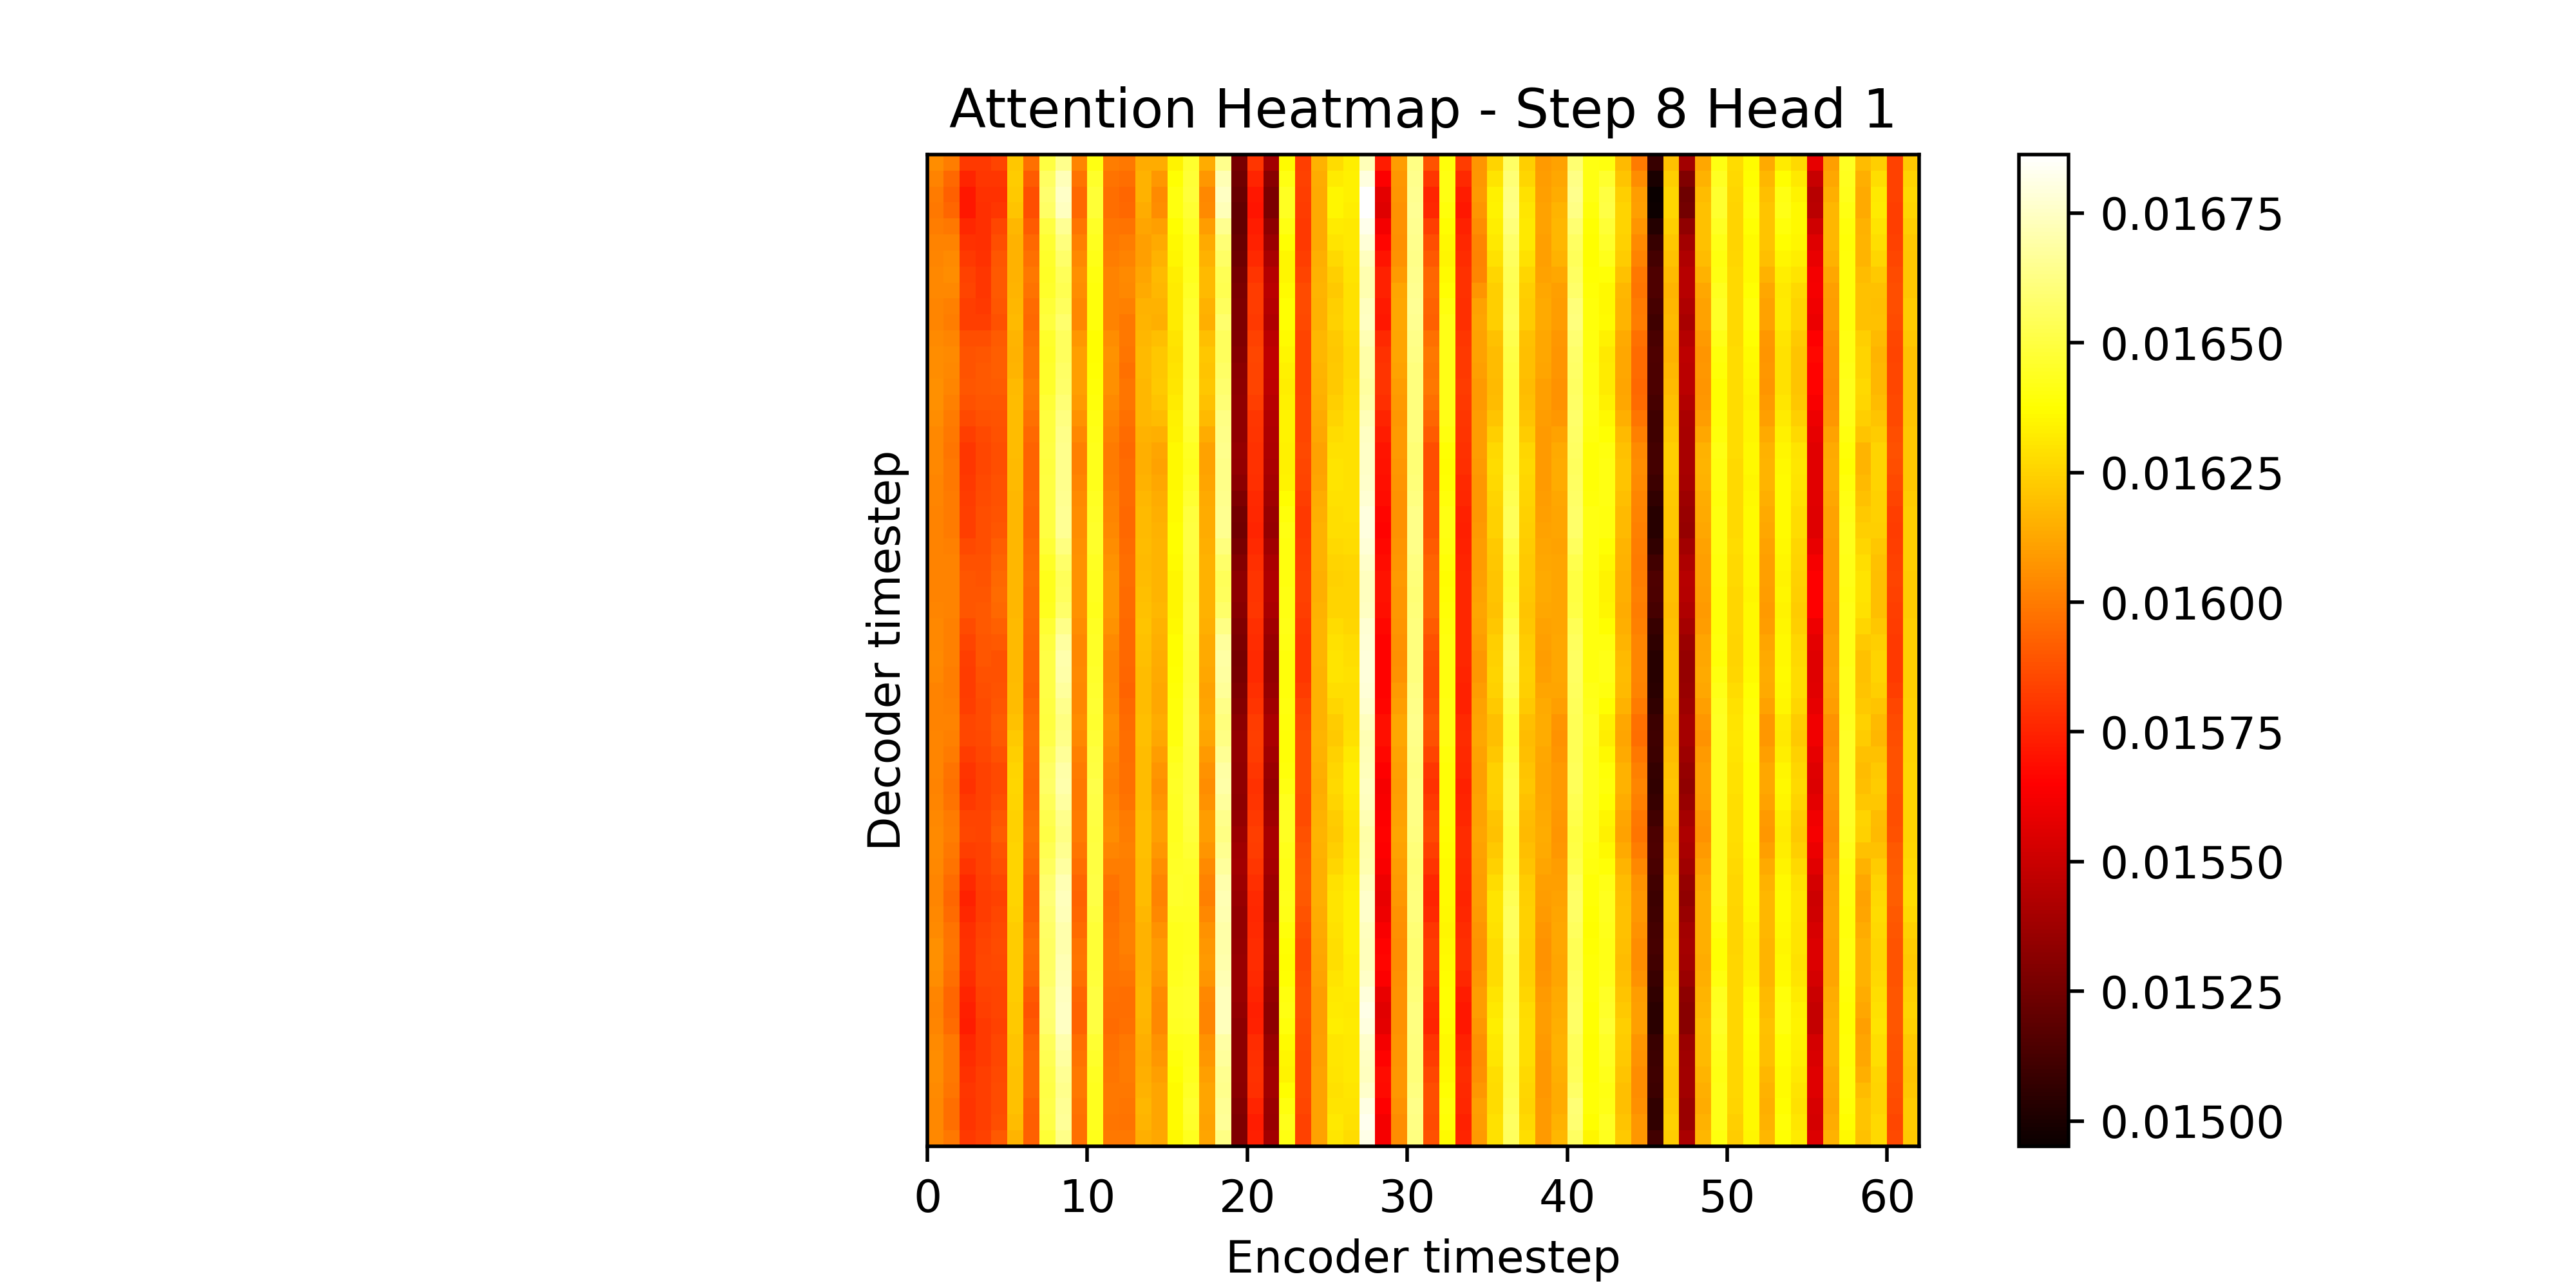 Attention Heatmap - Step 8 Head 1
Decoder timestep
0 10 20 30 40 50 60
Encoder timestep
0.01675
0.01650
0.01625
0.01600
0.01575
0.01550
0.01525
0.01500